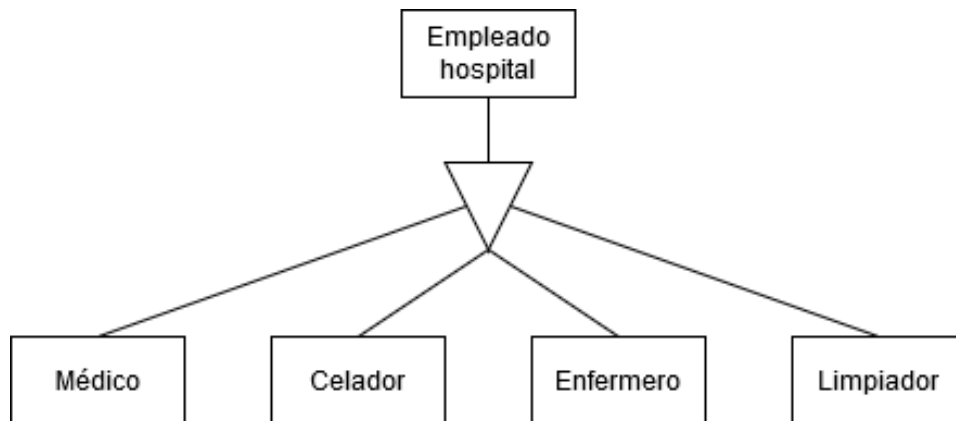 Empleado
hospital
Médico
Celador
Enfermero
Limpiador